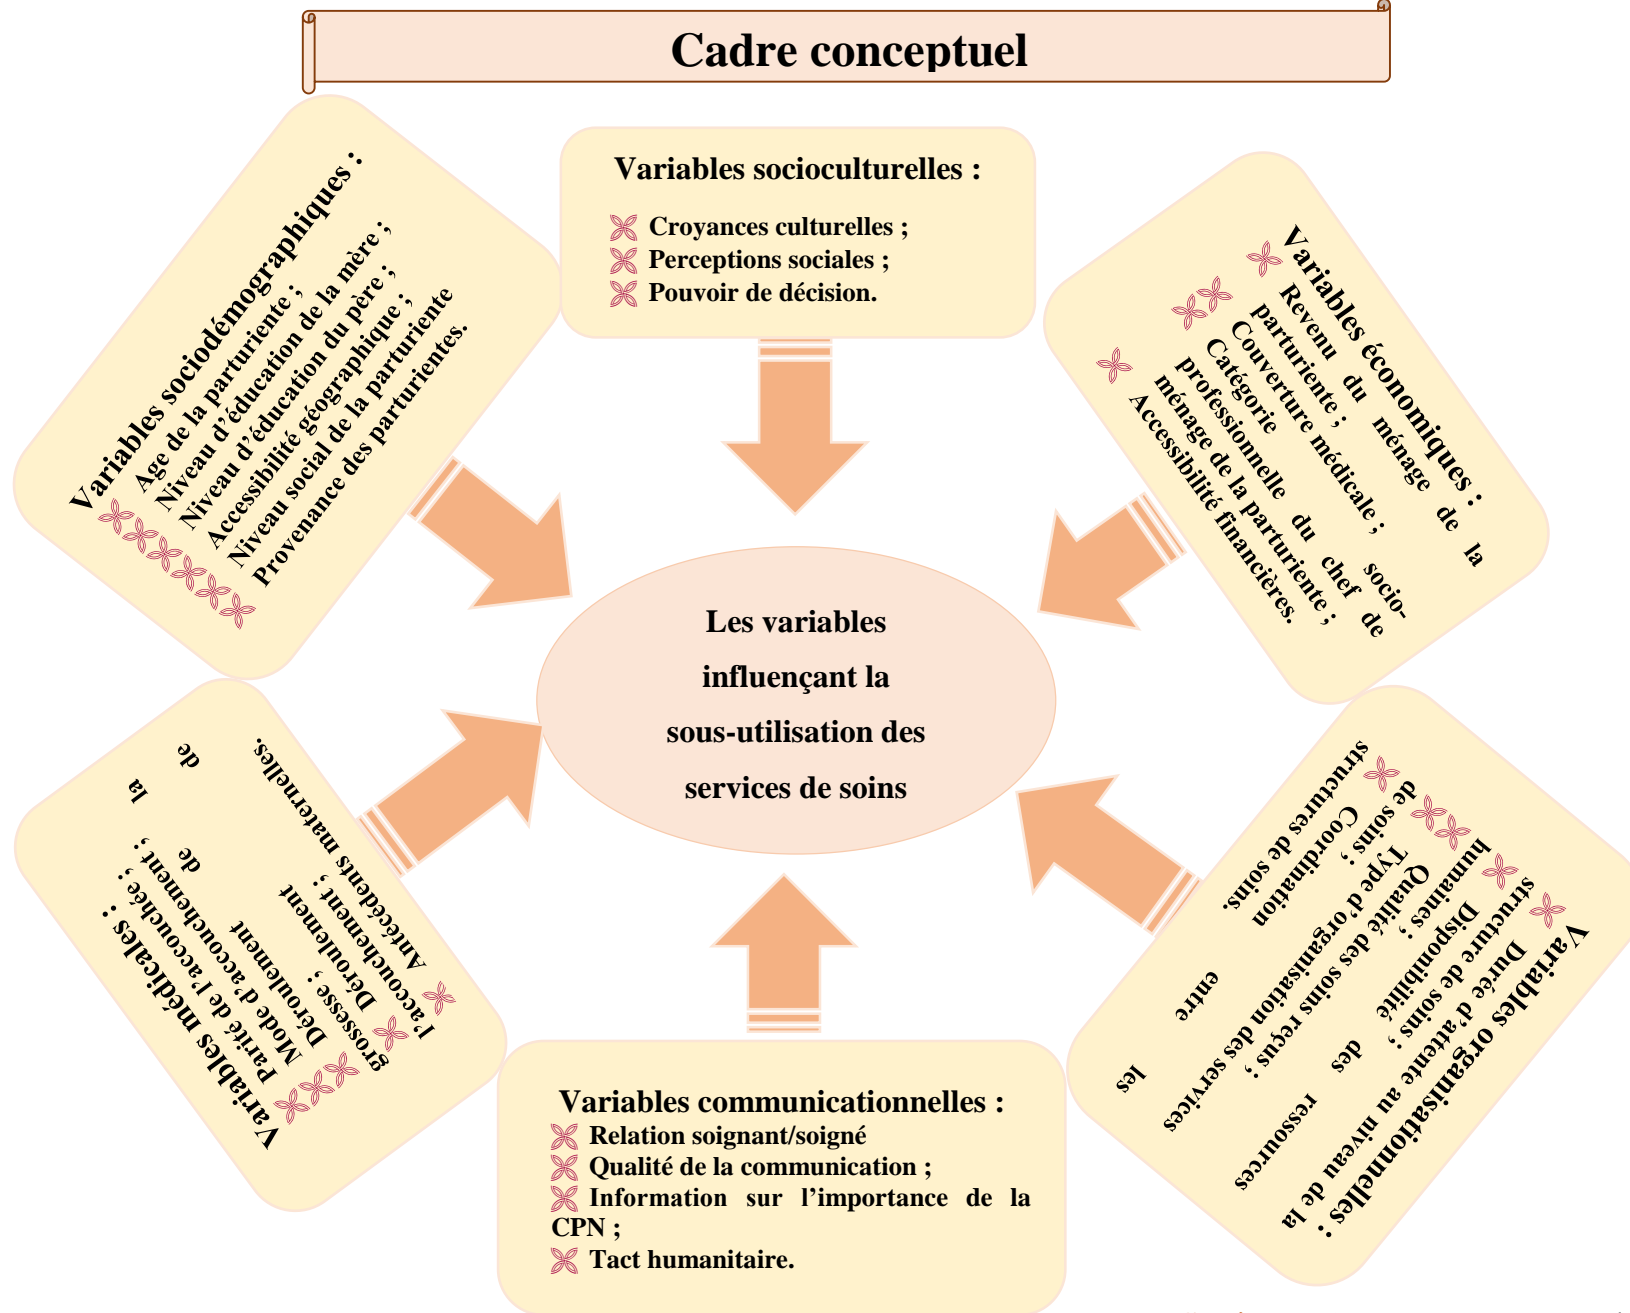 Cadre conceptuel
Variables sociodémographiques :
Age de la parturiente ;
Niveau d'éducation de la mère ;
Niveau d'éducation du père ;
Accessibilité géographique ;
Niveau social de la parturiente
Provenance des parturientes.
Variables socioculturelles :
Croyances culturelles ;
Perceptions sociales ;
Pouvoir de décision.
Variables économiques :
Revenu du ménage de la
parturiente ;
Couverture médicale ;
Catégorie socio-
professionnelle du chef de
ménage de la parturiente ;
Accessibilité financières.
Les variables
influençant la
sous-utilisation des
services de soins
Variables médicales :
Parité de l'accouchée ;
Mode d'accouchement ;
Déroulement de la
grossesse ;
Déroulement de
l'accouchement ;
Antécédents maternelles.
Variables communicationnelles :
Relation soignant/soigné
Qualité de la communication ;
Information sur l'importance de la
CPN ;
Tact humanitaire.
Variables organisationnelles :
Durée d'attente au niveau de la
structure de soins ;
Disponibilité des ressources
humaines ;
Qualité des soins reçus ;
Type d'organisation des services
de soins ;
Coordination entre les
structures de soins.